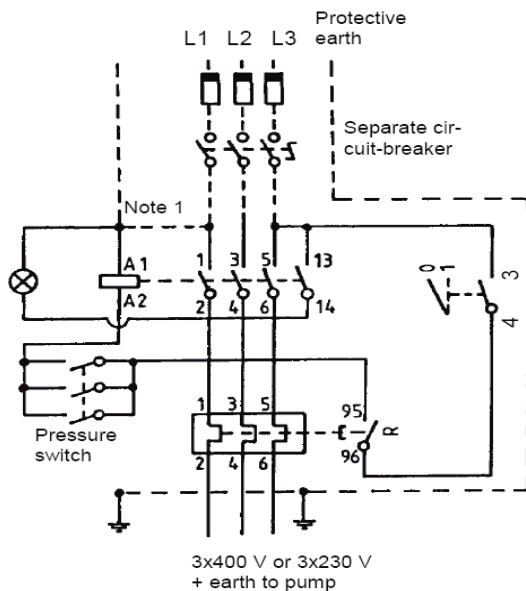 Protective
earth
L1 L2 L3
Separate cir-
cuit-breaker
Note 1
A1
A2
1 3 5 13
2 4 6 14
0 1
3
4
1 3 5
2 4 6
95
96
R
Pressure
switch
3x400 V or 3x230 V
+ earth to pump